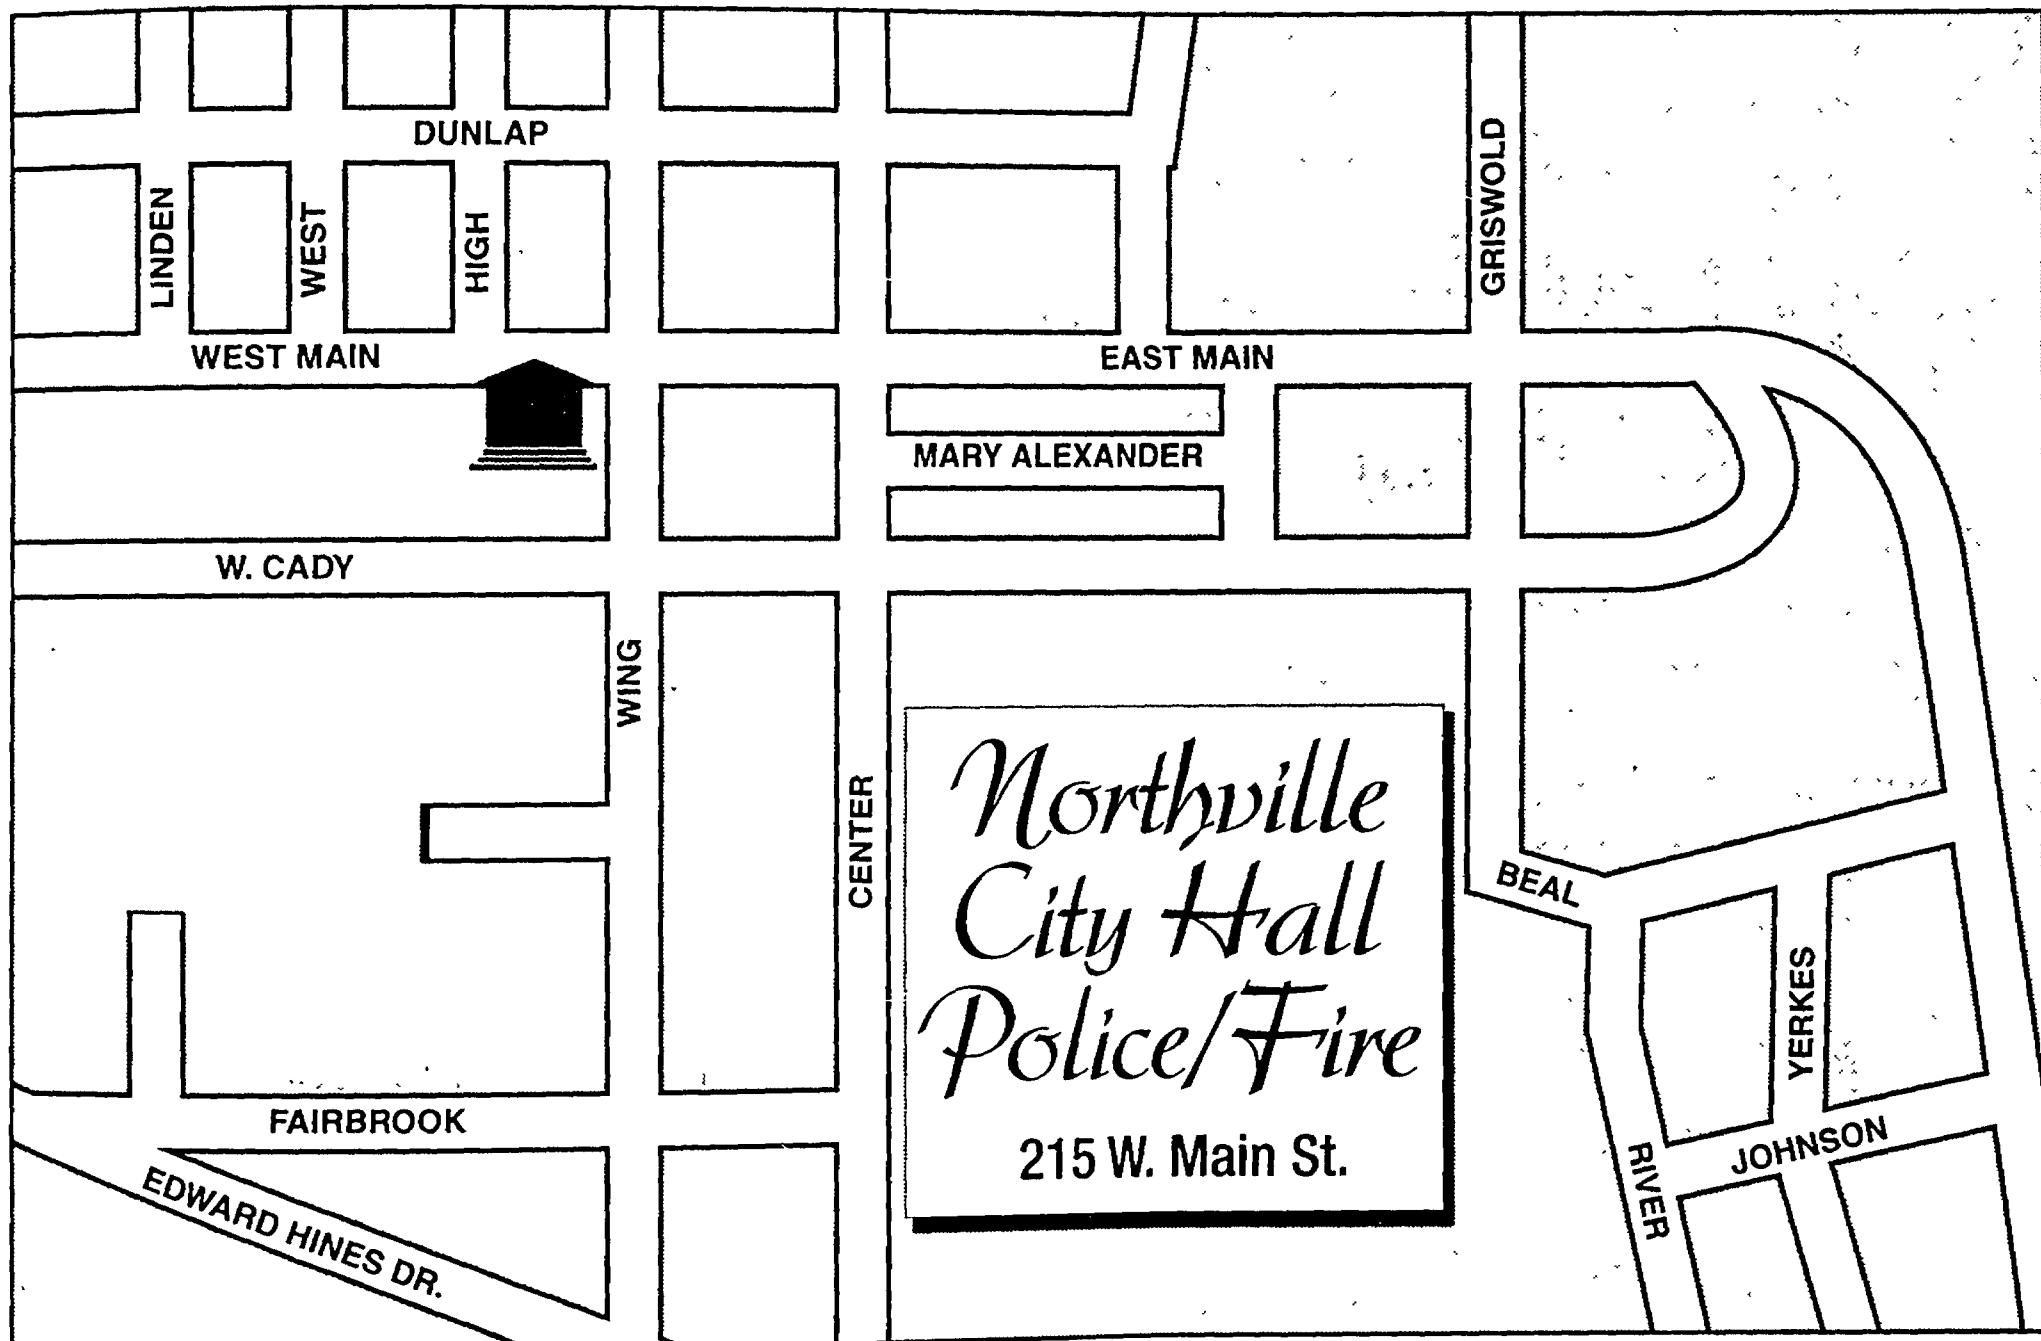 DUNLAP
LINDEN
WEST
HIGH
GRISWOLD
WEST MAIN
EAST MAIN
MARY ALEXANDER
W. CADY
WING
CENTER
Northville
City Hall
Police/Fire
215 W. Main St.
BEAL
YERKES
FAIRBROOK
JOHNSON
RIVER
EDWARD HINES DR.